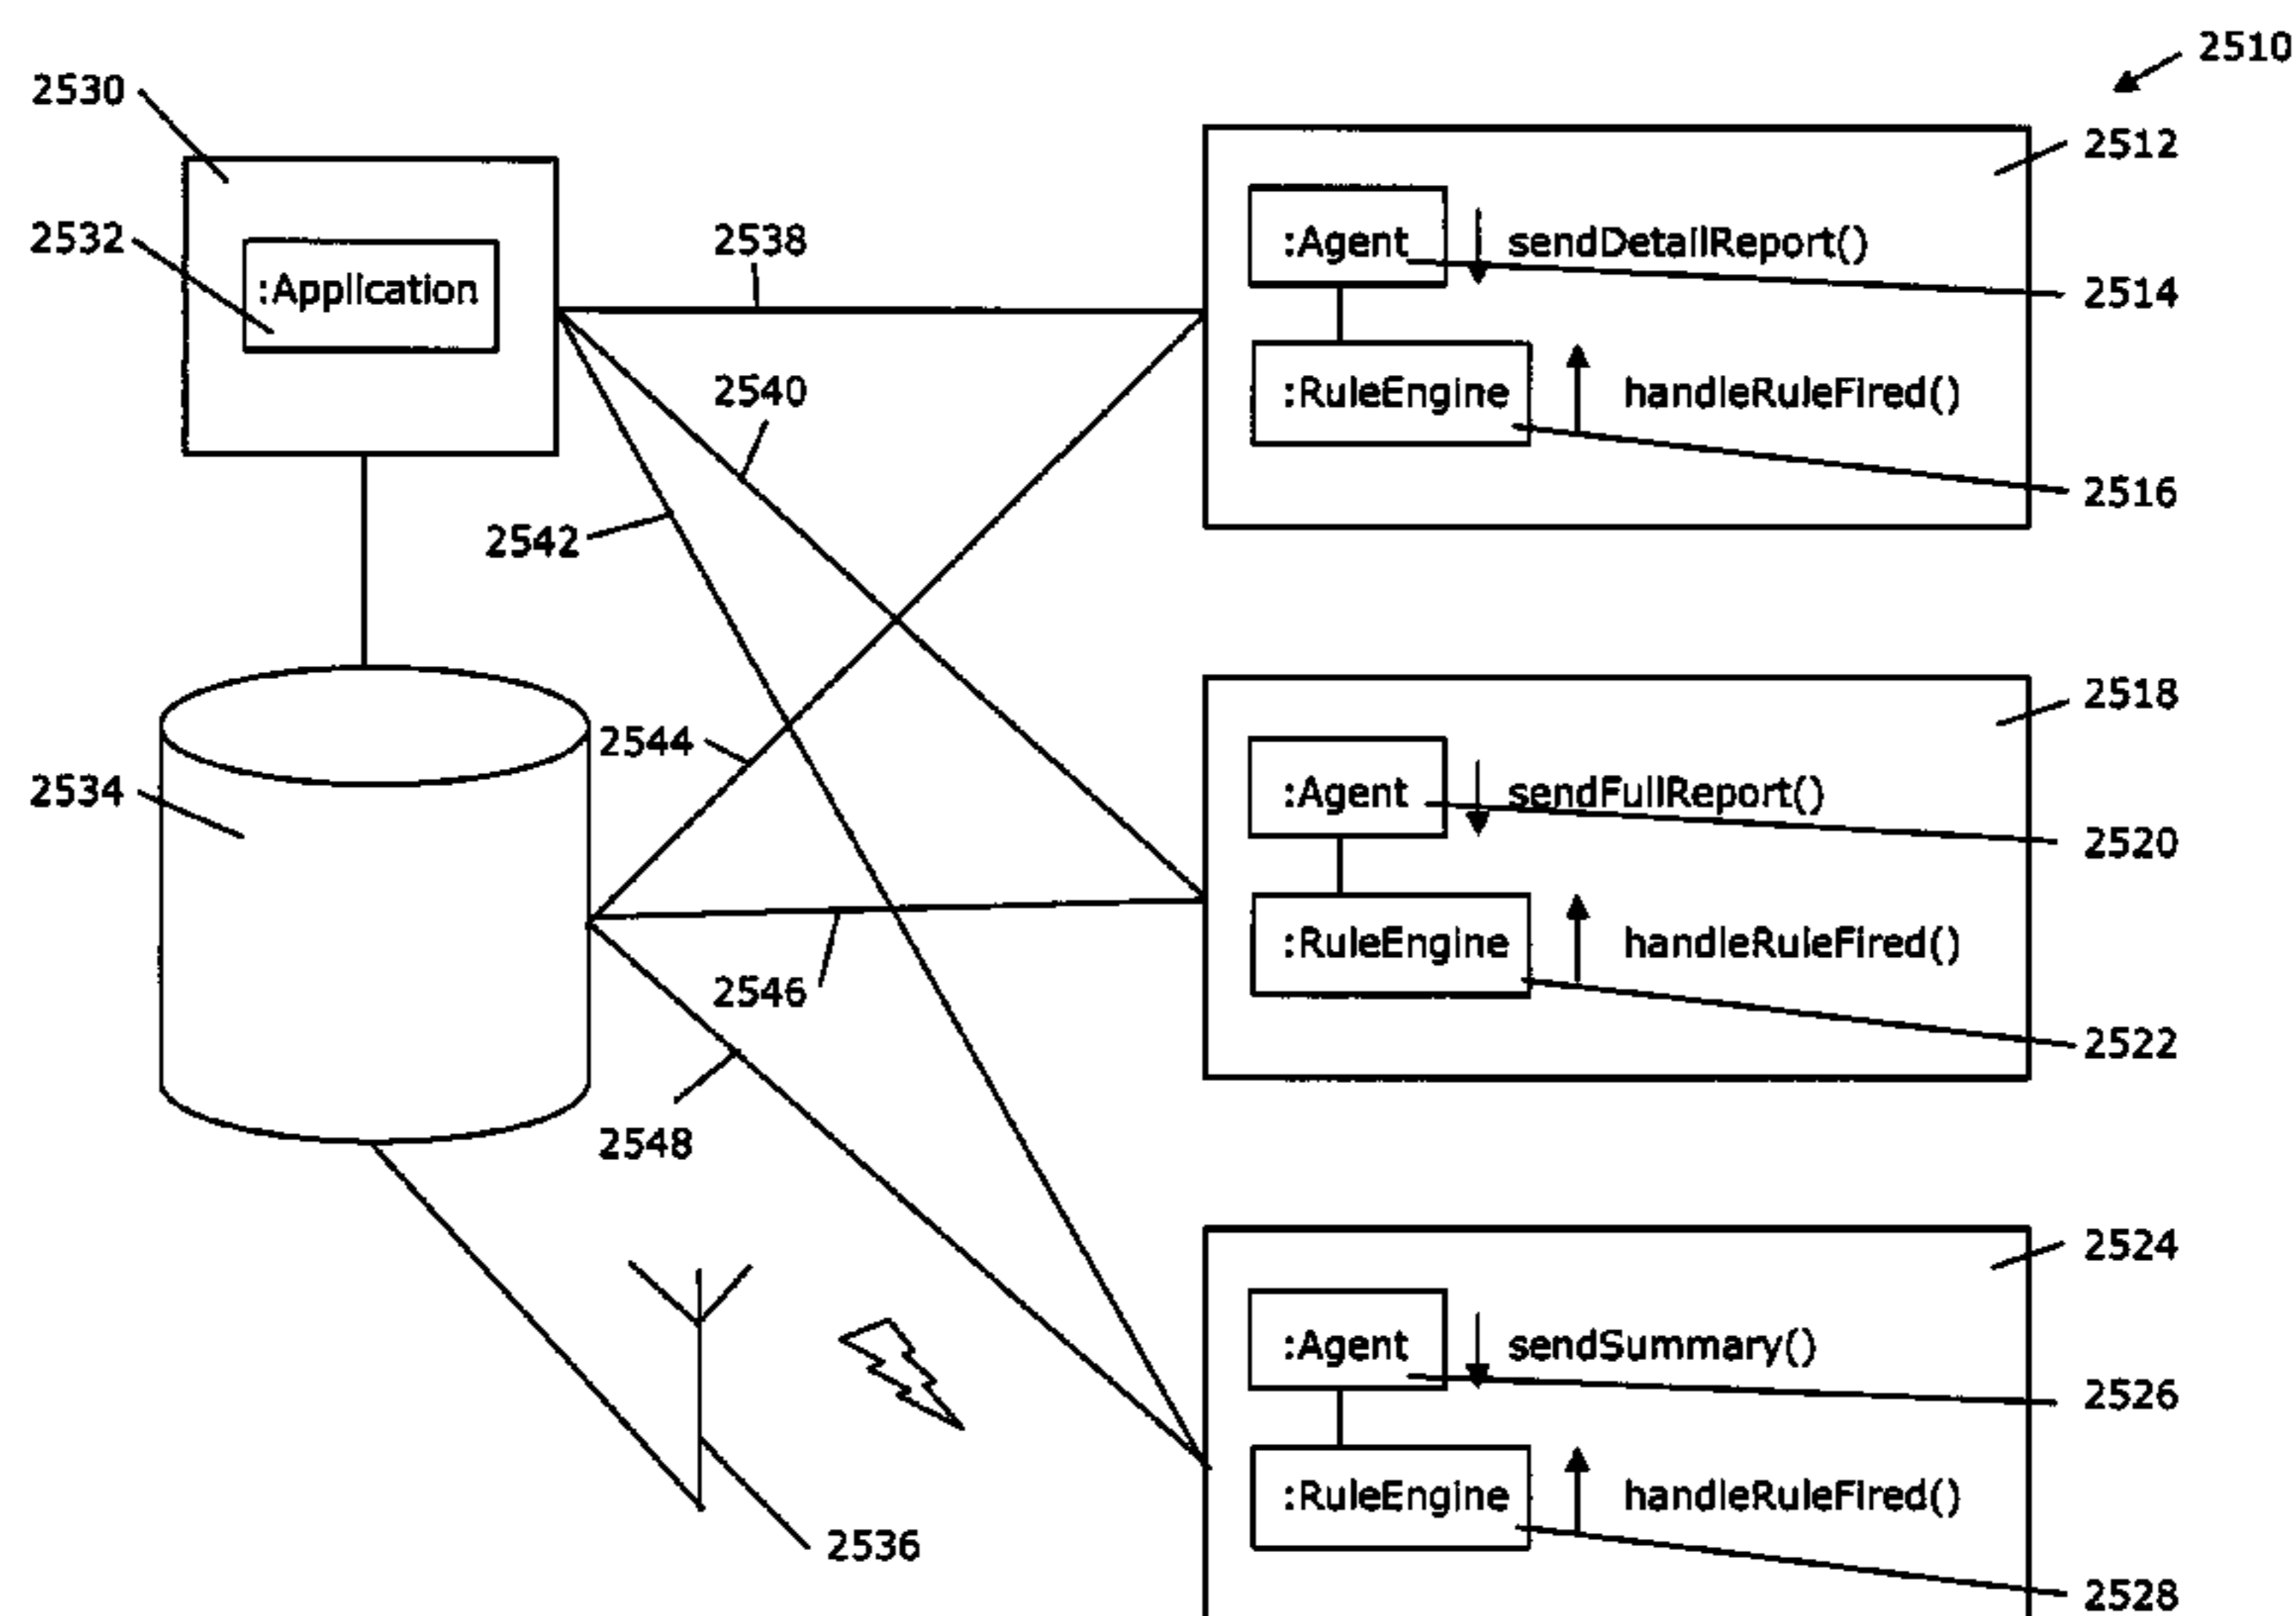 2510
2530
2512
2532
:Application
2538
:Agent
sendDetailReport()
2514
2540
:RuleEngine
handleRuleFired()
2516
2542
2518
2544
2534
:Agent
sendFullReport()
2520
:RuleEngine
handleRuleFired()
2546
2522
2548
2524
:Agent
sendSummary()
2526
:RuleEngine
handleRuleFired()
2536
2528